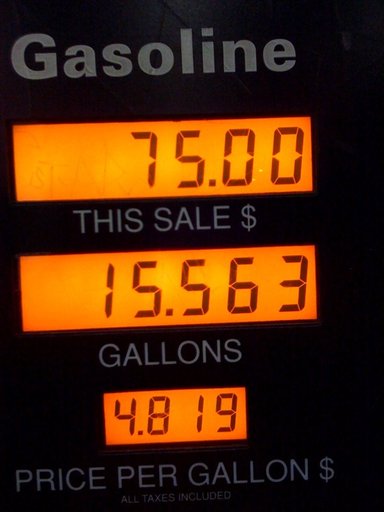 Gasoline
75.00
THIS SALE $
15.563
GALLONS
4.819
PRICE PER GALLON $
ALL TAXES INCLUDED